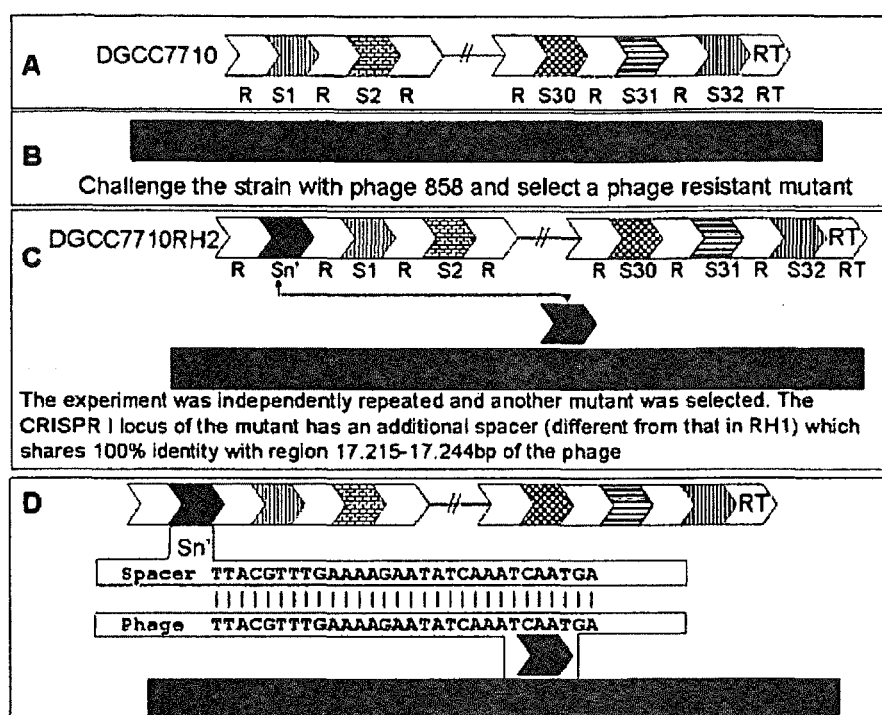 A
DGCC7710
RT
R S1 R S2 R R S30 R S31 R S32 RT
B
Challenge the strain with phage 858 and select a phage resistant mutant
C
DGCC7710RH2
RT
R Sn' R S1 R S2 R R S30 R S31 R S32 RT
The experiment was independently repeated and another mutant was selected. The
CRISPR I locus of the mutant has an additional spacer (different from that in RH1) which
shares 100% identity with region 17.215-17.244bp of the phage
D
RT
Sn'
Spacer TTACGTTTGAAAAGAATATCAAATCAATGA
Phage TTACGTTTGAAAAGAATATCAAATCAATGA